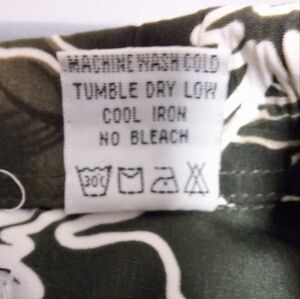 MACHINE WASH COLD
TUMBLE DRY LOW
COOL IRON
NO BLEACH
30°